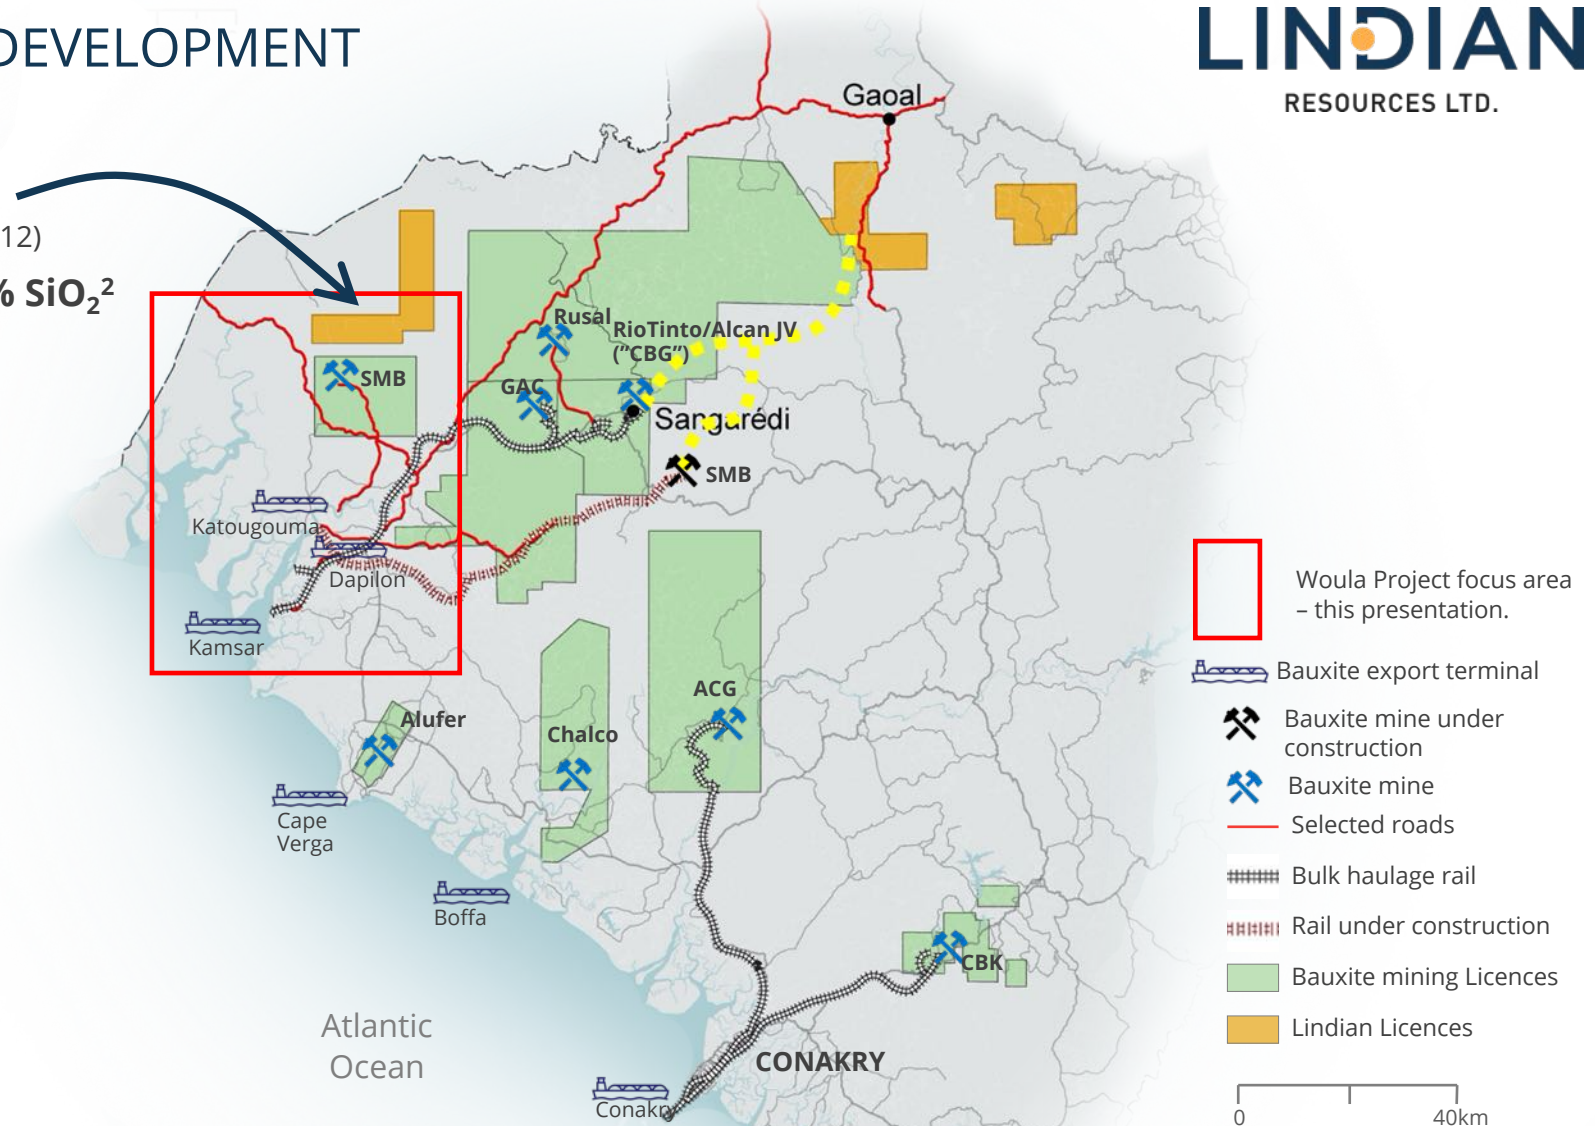 DEVELOPMENT
LINDIAN
RESOURCES LTD.
12)
% SiO₂²
Gaoal
Rusal
RioTinto/Alcan JV
("CBG")
SMB
GAC
Sangarédi
SMB
Katougouma
Dapilon
Kamsar
ACG
Alufer
Chalco
Cape
Verga
Boffa
CBK
Atlantic
Ocean
CONAKRY
Conakry
Woula Project focus area
– this presentation.
Bauxite export terminal
Bauxite mine under
construction
Bauxite mine
Selected roads
Bulk haulage rail
Rail under construction
Bauxite mining Licences
Lindian Licences
0 40km